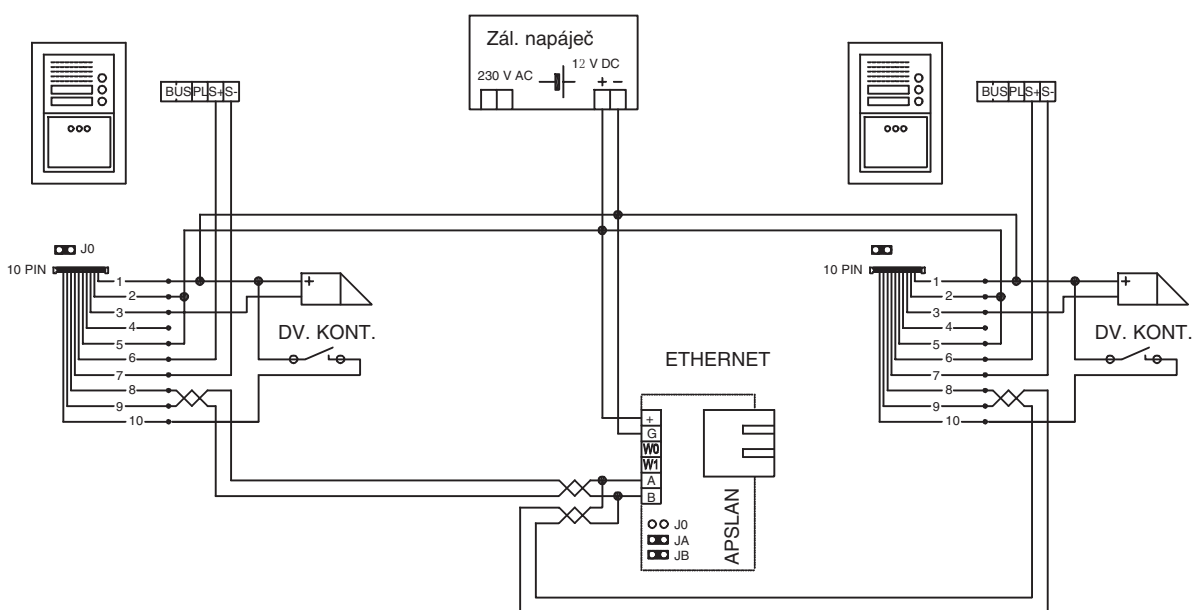 Zál. napáječ
230 V AC
12 V DC
+ −
BUS PL S+ S-
BUS PL S+ S-
J0
10 PIN
1
2
3
4
5
6
7
8
9
10
+
DV. KONT.
10 PIN
1
2
3
4
5
6
7
8
9
10
+
DV. KONT.
ETHERNET
+
G
W0
W1
A
B
J0
JA
JB
APSLAN